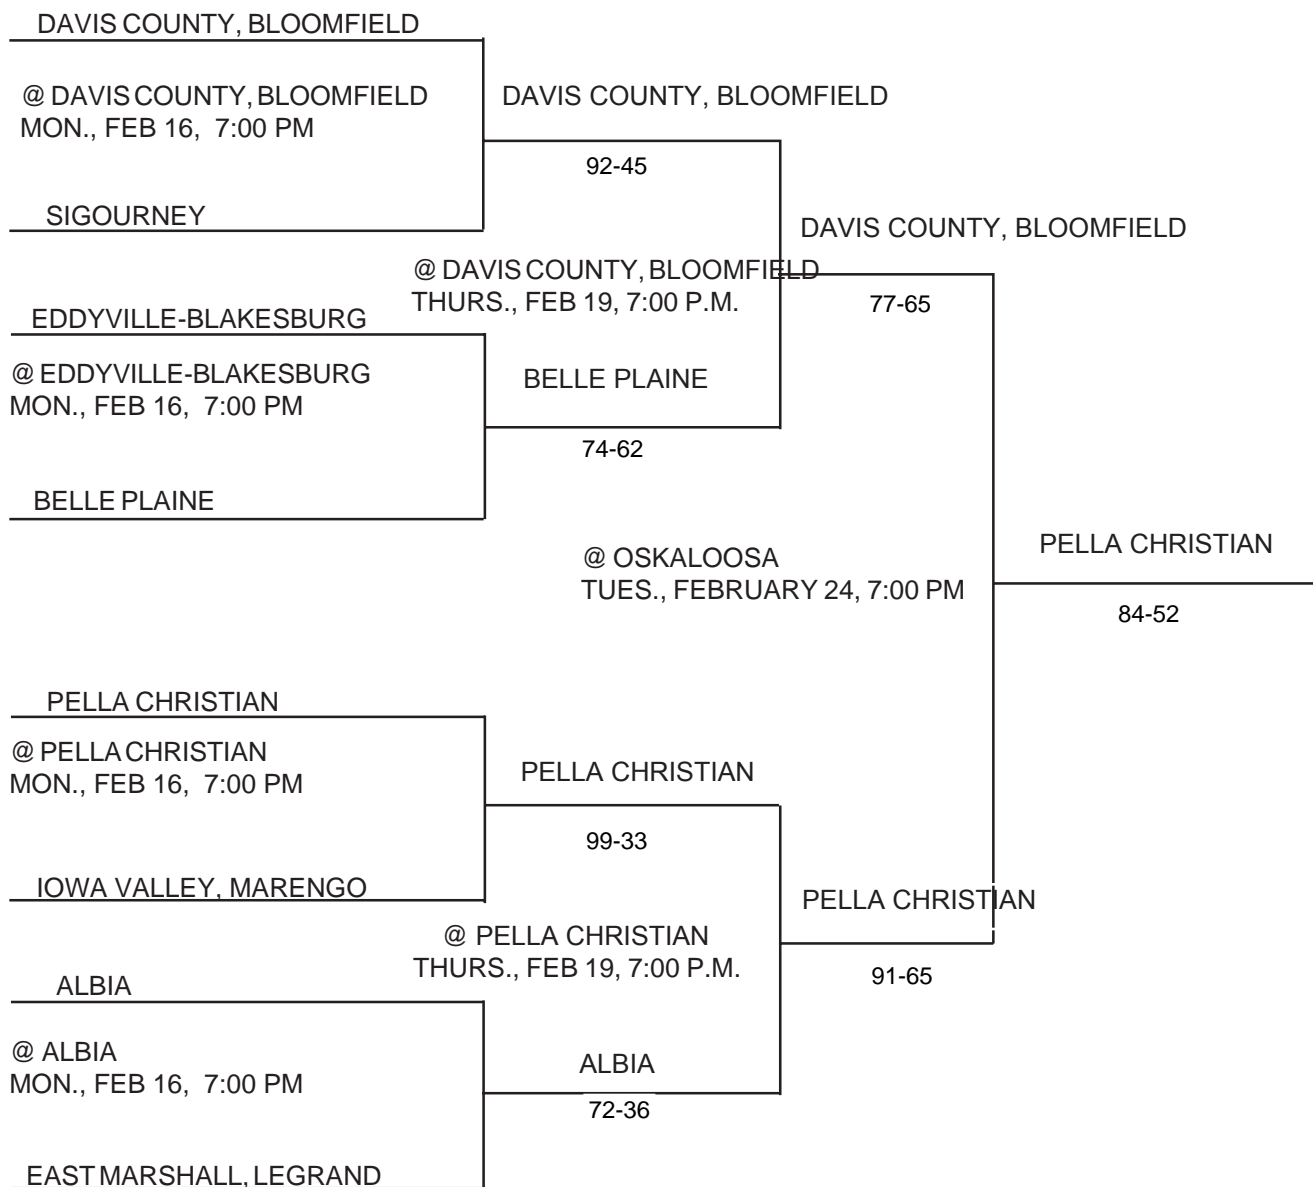 DAVIS COUNTY, BLOOMFIELD
@ DAVIS COUNTY, BLOOMFIELD
MON., FEB 16, 7:00 PM
DAVIS COUNTY, BLOOMFIELD
92-45
SIGOURNEY
DAVIS COUNTY, BLOOMFIELD
@ DAVIS COUNTY, BLOOMFIELD
THURS., FEB 19, 7:00 P.M.
77-65
EDDYVILLE-BLAKESBURG
@ EDDYVILLE-BLAKESBURG
MON., FEB 16, 7:00 PM
BELLE PLAINE
74-62
BELLE PLAINE
@ OSKALOOSA
TUES., FEBRUARY 24, 7:00 PM
PELLA CHRISTIAN
84-52
PELLA CHRISTIAN
@ PELLA CHRISTIAN
MON., FEB 16, 7:00 PM
PELLA CHRISTIAN
99-33
IOWA VALLEY, MARENGO
PELLA CHRISTIAN
@ PELLA CHRISTIAN
THURS., FEB 19, 7:00 P.M.
91-65
ALBIA
@ ALBIA
MON., FEB 16, 7:00 PM
ALBIA
72-36
EAST MARSHALL, LEGRAND